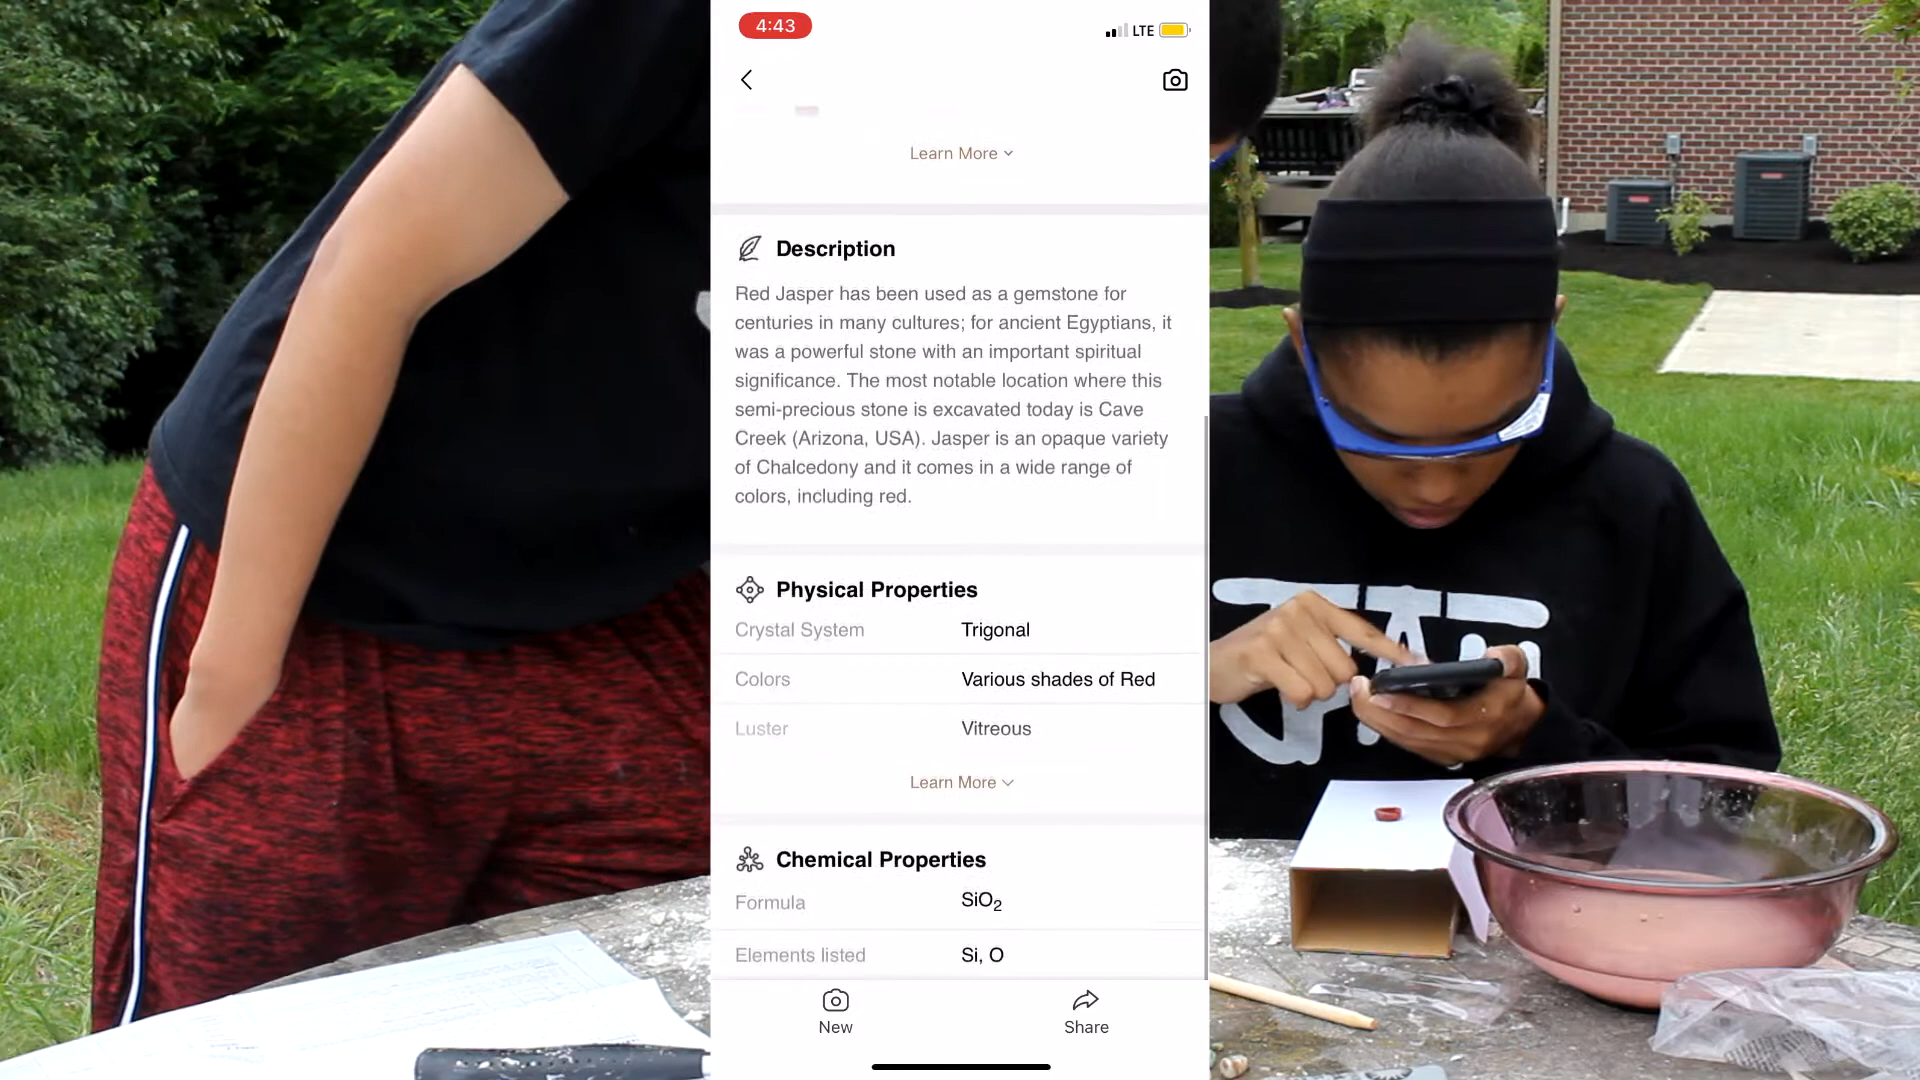 4:43
LTE
Learn More
Description
Red Jasper has been used as a gemstone for
centuries in many cultures; for ancient Egyptians, it
was a powerful stone with an important spiritual
significance. The most notable location where this
semi-precious stone is excavated today is Cave
Creek (Arizona, USA). Jasper is an opaque variety
of Chalcedony and it comes in a wide range of
colors, including red.
Physical Properties
Crystal System Trigonal
Colors Various shades of Red
Luster Vitreous
Learn More
Chemical Properties
Formula SiO₂
Elements listed Si, O
New Share